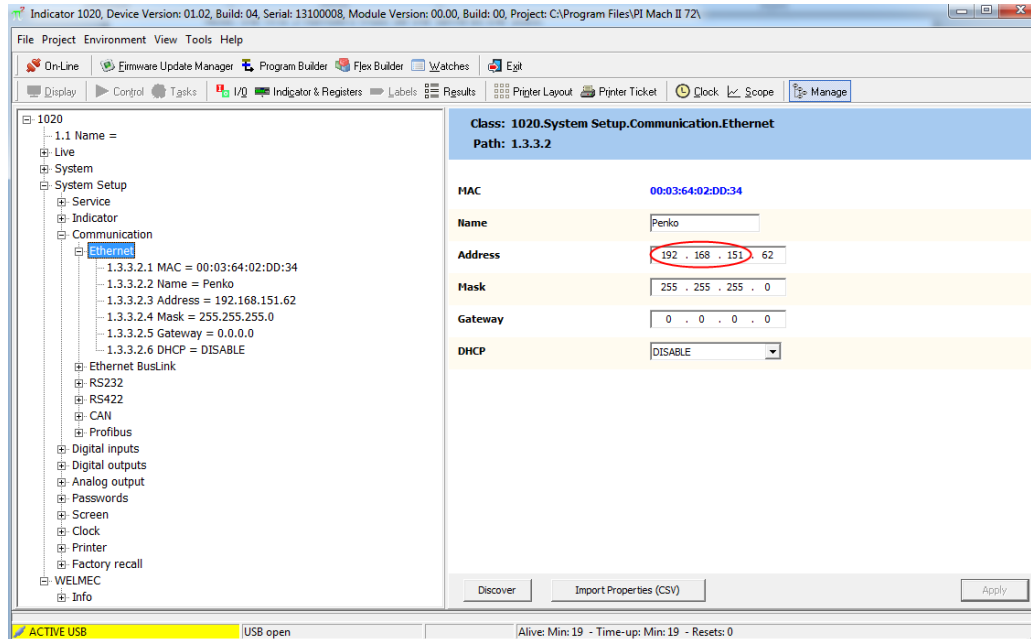 Indicator 1020, Device Version: 01.02, Build: 04, Serial: 13100008, Module Version: 00.00, Build: 00, Project: C:\Program Files\PI Mach II 72\
File Project Environment View Tools Help
On-Line Firmware Update Manager Program Builder Flex Builder Watches Exit
Display Control Tasks I/O Indicator & Registers Labels Results Printer Layout Printer Ticket Clock Scope Manage
1020
1.1 Name =
Live
System
System Setup
Service
Indicator
Communication
Ethernet
1.3.3.2.1 MAC = 00:03:64:02:DD:34
1.3.3.2.2 Name = Penko
1.3.3.2.3 Address = 192.168.151.62
1.3.3.2.4 Mask = 255.255.255.0
1.3.3.2.5 Gateway = 0.0.0.0
1.3.3.2.6 DHCP = DISABLE
Ethernet BusLink
RS232
RS422
CAN
Profibus
Digital inputs
Digital outputs
Analog output
Passwords
Screen
Clock
Printer
Factory recall
WELMEC
Info
Class: 1020.System Setup.Communication.Ethernet
Path: 1.3.3.2
MAC 00:03:64:02:DD:34
Name Penko
Address 192 . 168 . 151 . 62
Mask 255 . 255 . 255 . 0
Gateway 0 . 0 . 0 . 0
DHCP DISABLE
Discover Import Properties (CSV) Apply
ACTIVE USB USB open Alive: Min: 19 - Time-up: Min: 19 - Resets: 0